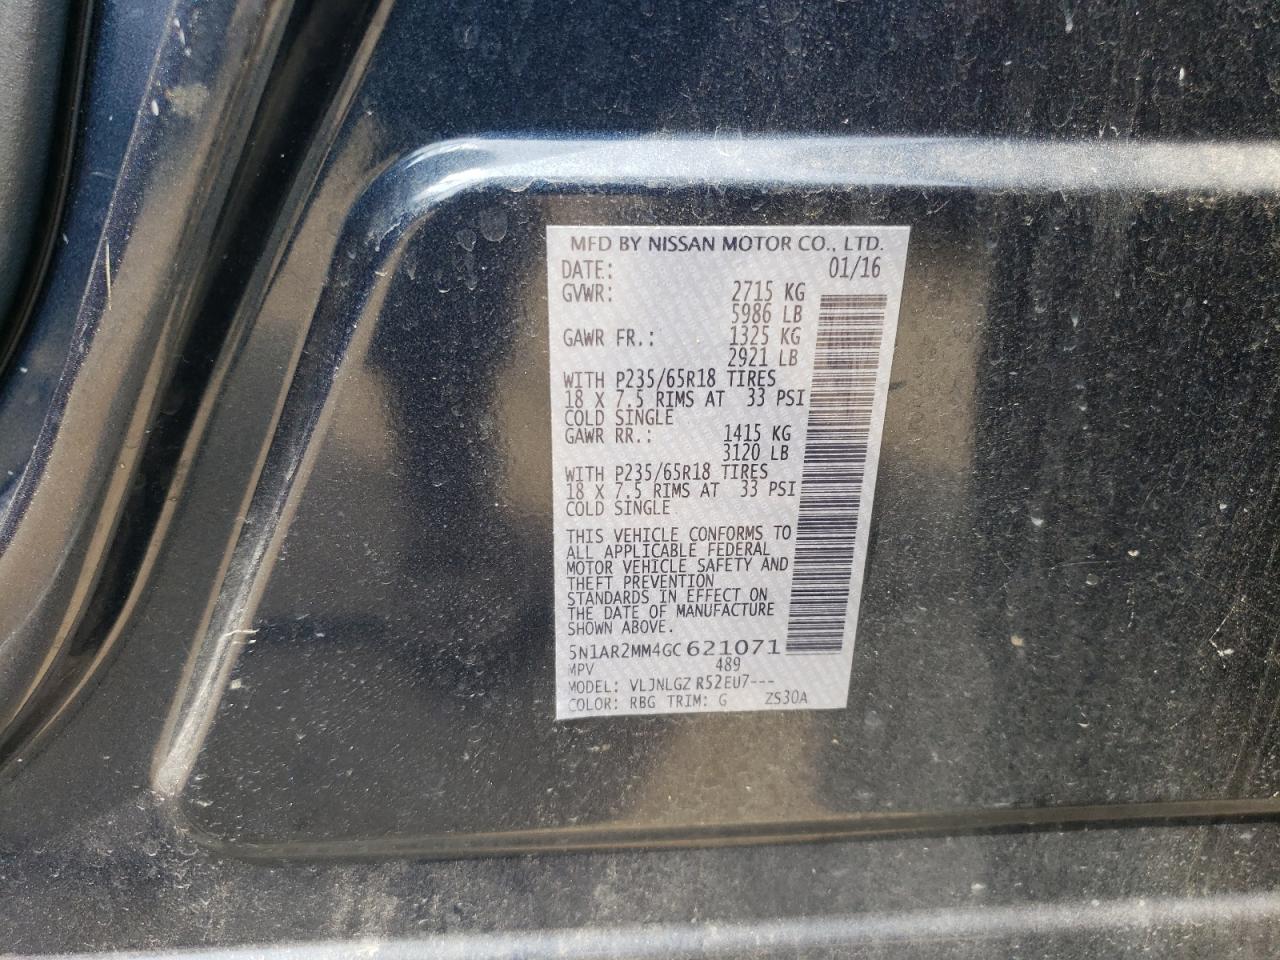 MFD BY NISSAN MOTOR CO., LTD.
DATE: 01/16
GVWR: 2715 KG
5986 LB
GAWR FR.: 1325 KG
2921 LB
WITH P235/65R18 TIRES
18 X 7.5 RIMS AT 33 PSI
COLD SINGLE
GAWR RR.: 1415 KG
3120 LB
WITH P235/65R18 TIRES
18 X 7.5 RIMS AT 33 PSI
COLD SINGLE
THIS VEHICLE CONFORMS TO
ALL APPLICABLE FEDERAL
MOTOR VEHICLE SAFETY AND
THEFT PREVENTION
STANDARDS IN EFFECT ON
THE DATE OF MANUFACTURE
SHOWN ABOVE.
5N1AR2MM4GC621071
MPV 489
MODEL: VLJNLGZ R52EU7---
COLOR: RBG TRIM: G ZS30A